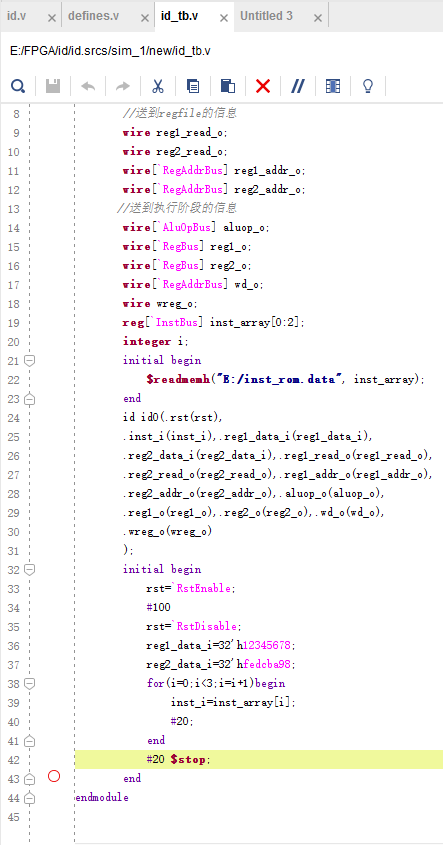 id.v × defines.v × id_tb.v × Untitled 3 ×
E:/FPGA/id/id.srcs/sim_1/new/id_tb.v
8 //送到regfile的信息
9 wire reg1_read_o;
10 wire reg2_read_o;
11 wire[`RegAddrBus] reg1_addr_o;
12 wire[`RegAddrBus] reg2_addr_o;
13 //送到执行阶段的信息
14 wire[`AluOpBus] aluop_o;
15 wire[`RegBus] reg1_o;
16 wire[`RegBus] reg2_o;
17 wire[`RegAddrBus] wd_o;
18 wire wreg_o;
19 reg[`InstBus] inst_array[0:2];
20 integer i;
21 initial begin
22 $readmemh("E:/inst_rom.data", inst_array);
23 end
24 id id0(.rst(rst),
25 .inst_i(inst_i),.reg1_data_i(reg1_data_i),
26 .reg2_data_i(reg2_data_i),.reg1_read_o(reg1_read_o),
27 .reg2_read_o(reg2_read_o),.reg1_addr_o(reg1_addr_o),
28 .reg2_addr_o(reg2_addr_o),.aluop_o(aluop_o),
29 .reg1_o(reg1_o),.reg2_o(reg2_o),.wd_o(wd_o),
30 .wreg_o(wreg_o)
31 );
32 initial begin
33 rst=`RstEnable;
34 #100
35 rst=`RstDisable;
36 reg1_data_i=32'h12345678;
37 reg2_data_i=32'hfedcba98;
38 for(i=0;i<3;i=i+1)begin
39 inst_i=inst_array[i];
40 #20;
41 end
42 #20 $stop;
43 end
44 endmodule
45